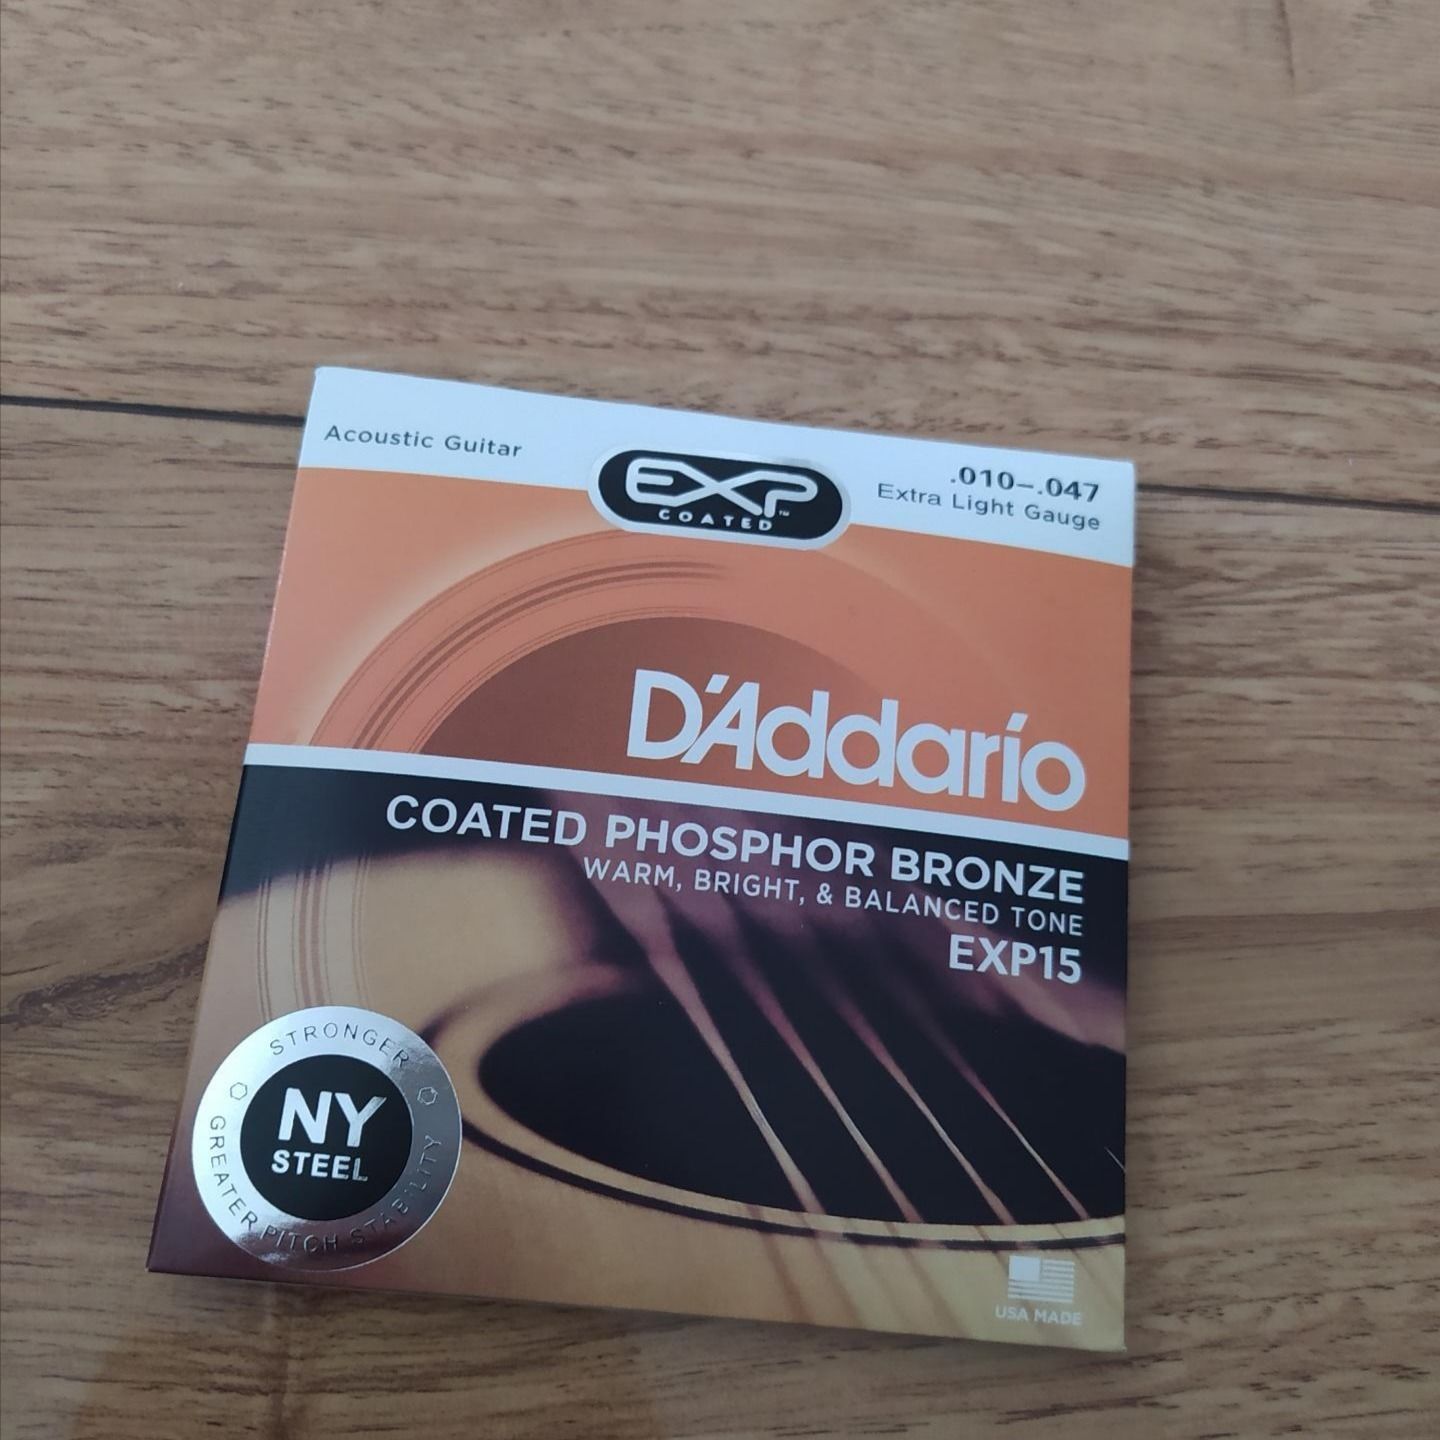 Acoustic Guitar
EXP™
COATED
.010–.047
Extra Light Gauge
D'Addario
COATED PHOSPHOR BRONZE
WARM, BRIGHT, & BALANCED TONE
EXP15
STRONGER
NY
STEEL
GREATER PITCH STABILITY
USA MADE